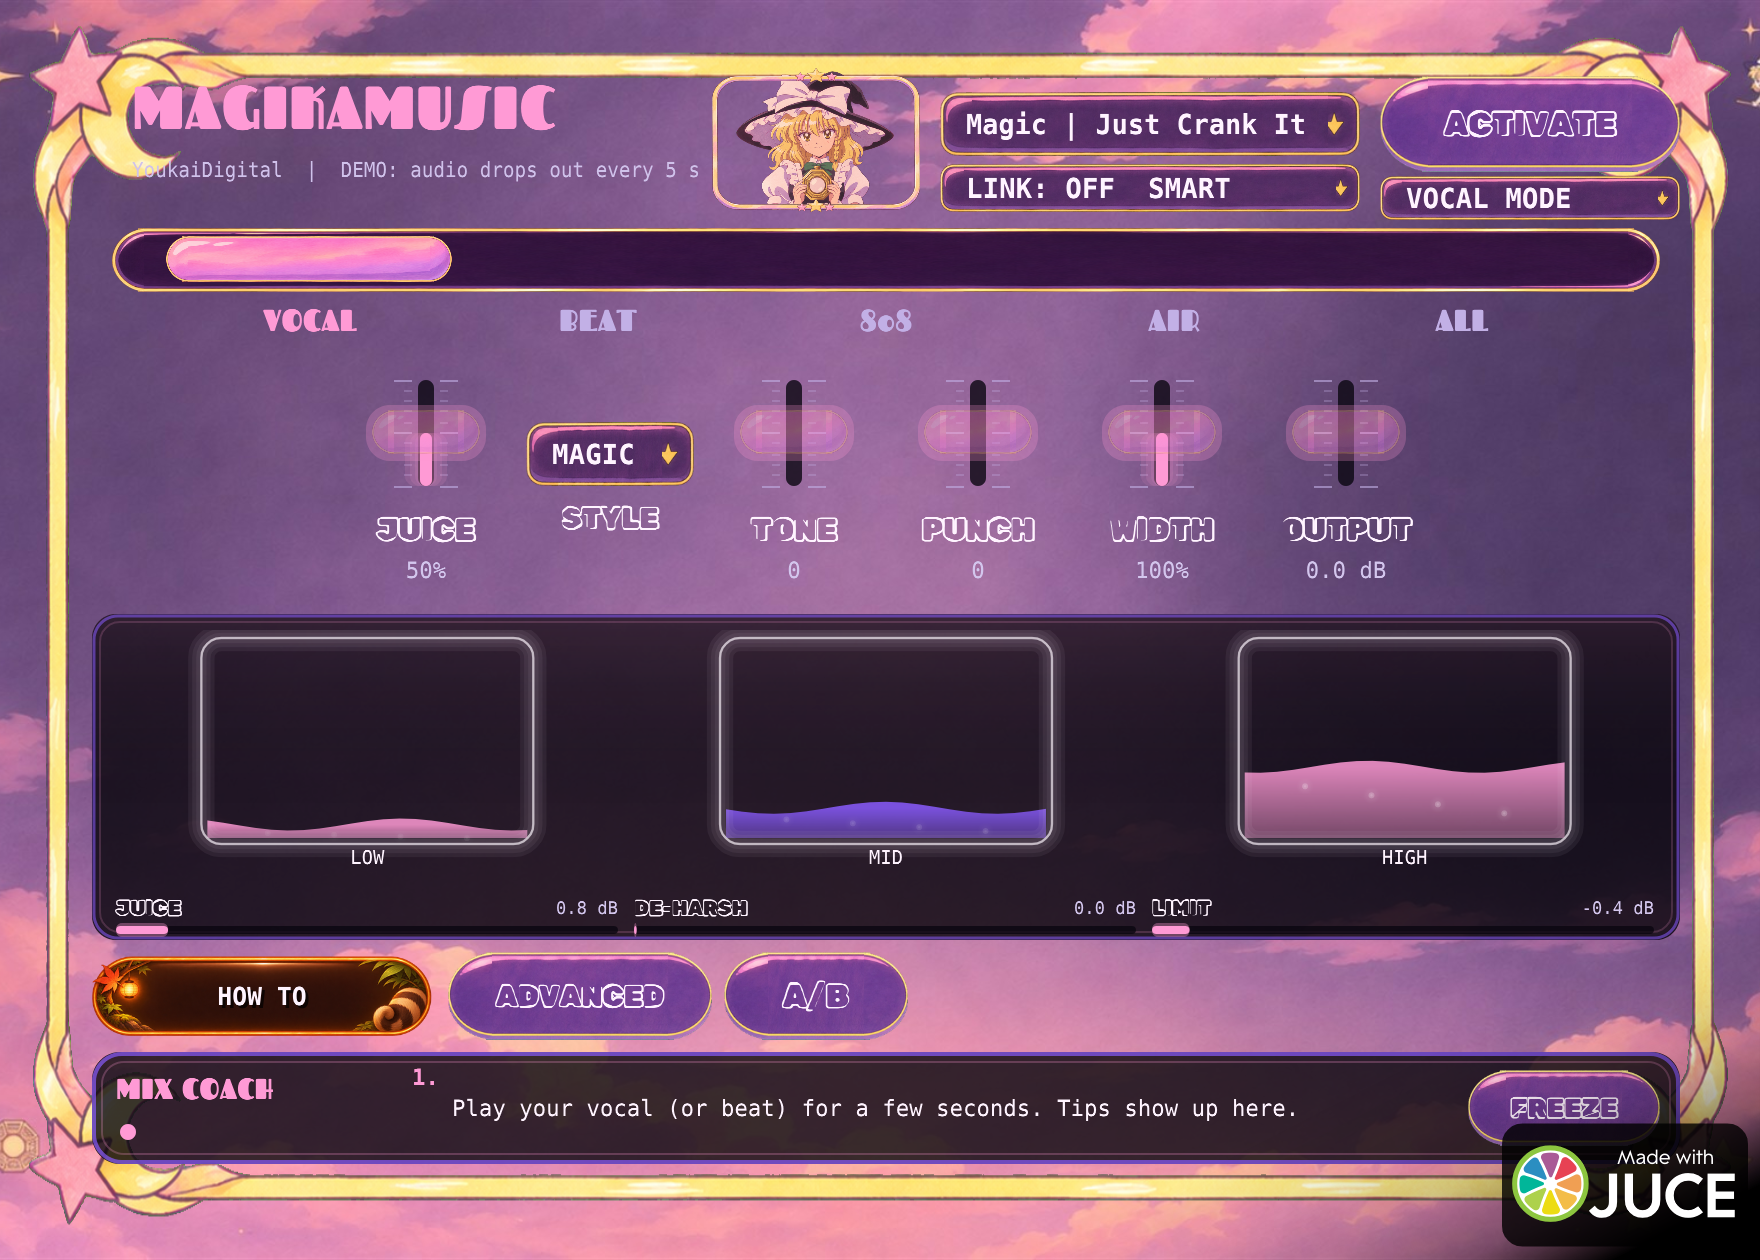 MAGIKAMUSIC
YoukaiDigital | DEMO: audio drops out every 5 s
Magic | Just Crank It
LINK: OFF SMART
ACTIVATE
VOCAL MODE
VOCAL
BEAT
808
AIR
ALL
MAGIC
JUICE
STYLE
TONE
PUNCH
WIDTH
OUTPUT
50%
0
0
100%
0.0 dB
LOW
MID
HIGH
JUICE
0.8 dB
DE-HARSH
0.0 dB
LIMIT
-0.4 dB
HOW TO
ADVANCED
A/B
MIX COACH
1.
Play your vocal (or beat) for a few seconds. Tips show up here.
FREEZE
Made with
JUCE